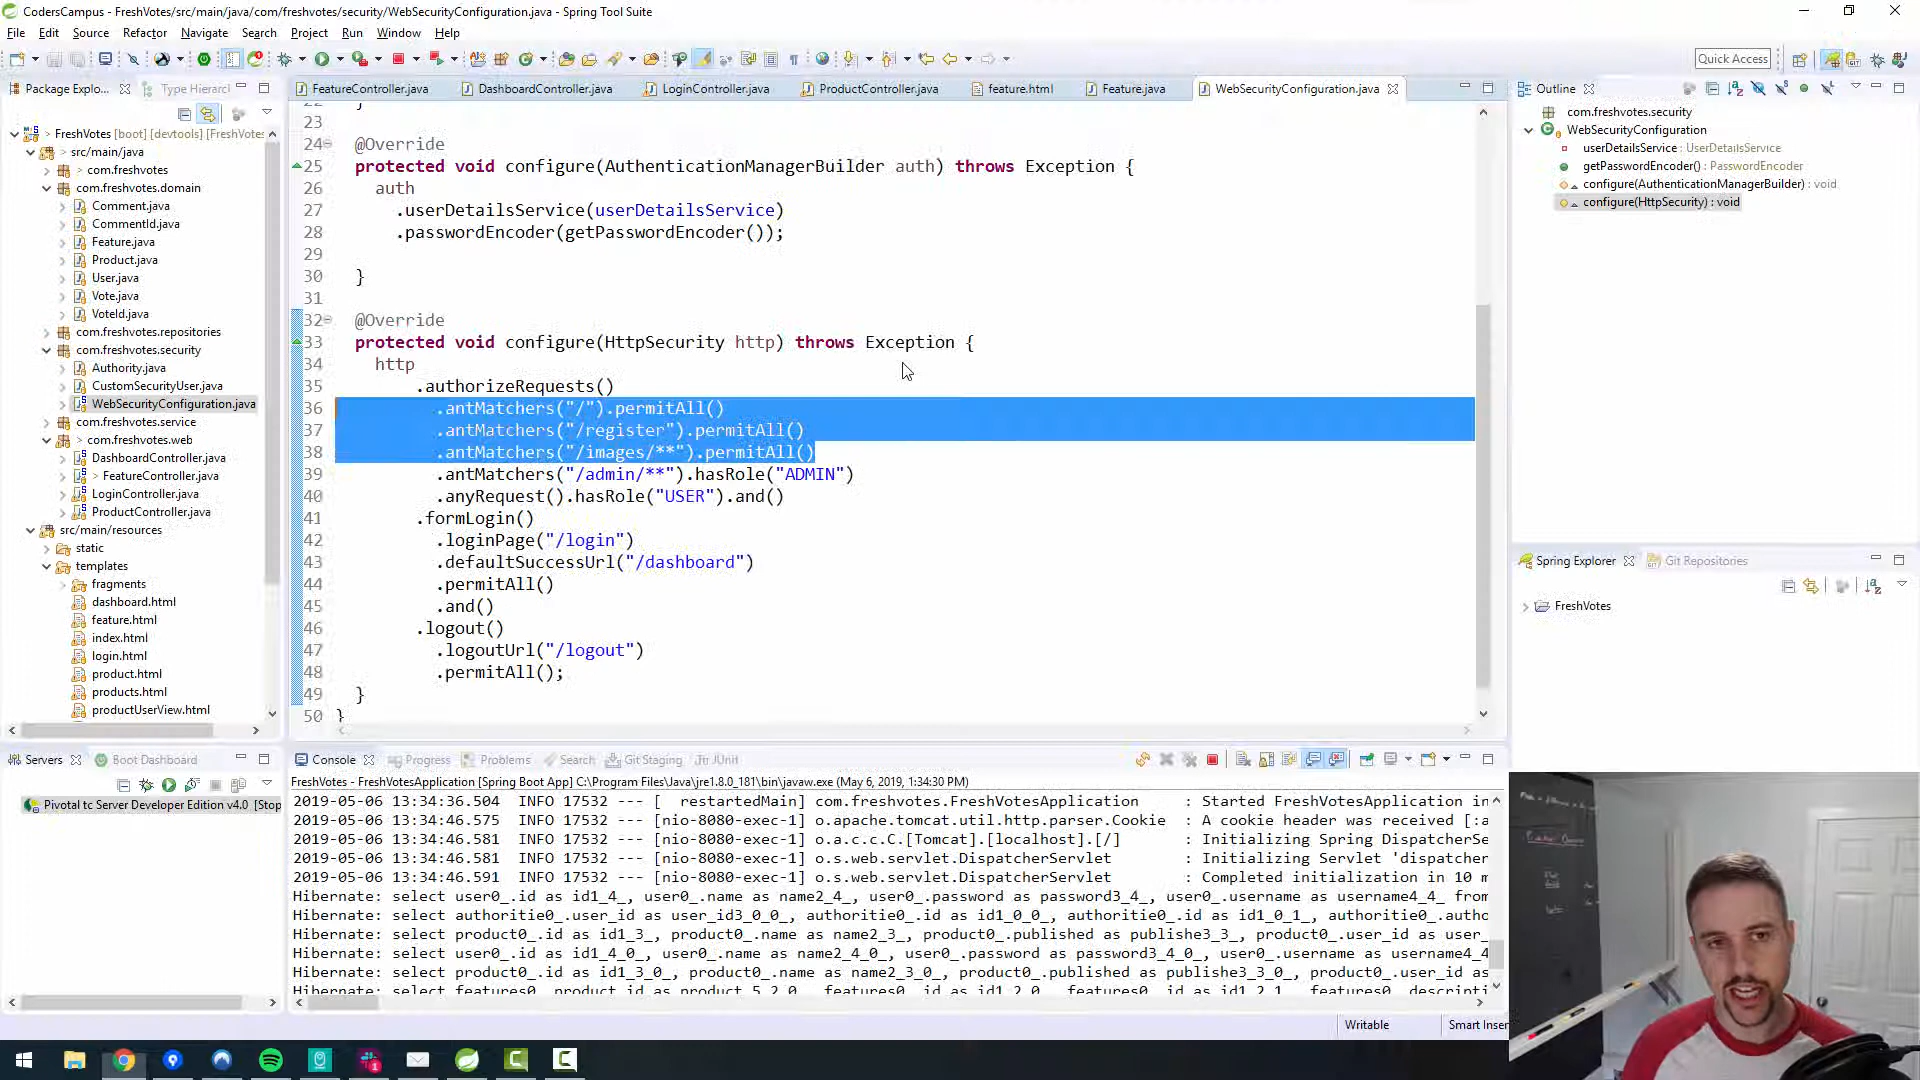 CodersCampus - FreshVotes/src/main/java/com/freshvotes/security/WebSecurityConfiguration.java - Spring Tool Suite
File Edit Source Refactor Navigate Search Project Run Window Help
Quick Access
Package Explo... Type Hierarcl
FeatureController.java DashboardController.java LoginController.java ProductController.java feature.html Feature.java WebSecurityConfiguration.java
Outline
FreshVotes [boot] [devtools] [FreshVotes
src/main/java
com.freshvotes
com.freshvotes.domain
Comment.java
CommentId.java
Feature.java
Product.java
User.java
Vote.java
VoteId.java
com.freshvotes.repositories
com.freshvotes.security
Authority.java
CustomSecurityUser.java
WebSecurityConfiguration.java
com.freshvotes.service
com.freshvotes.web
DashboardController.java
FeatureController.java
LoginController.java
ProductController.java
src/main/resources
static
templates
fragments
dashboard.html
feature.html
index.html
login.html
product.html
products.html
productUserView.html
22 }
23
24 @Override
25 protected void configure(AuthenticationManagerBuilder auth) throws Exception {
26 auth
27 .userDetailsService(userDetailsService)
28 .passwordEncoder(getPasswordEncoder());
29
30 }
31
32 @Override
33 protected void configure(HttpSecurity http) throws Exception {
34 http
35 .authorizeRequests()
36 .antMatchers("/").permitAll()
37 .antMatchers("/register").permitAll()
38 .antMatchers("/images/**").permitAll()
39 .antMatchers("/admin/**").hasRole("ADMIN")
40 .anyRequest().hasRole("USER").and()
41 .formLogin()
42 .loginPage("/login")
43 .defaultSuccessUrl("/dashboard")
44 .permitAll()
45 .and()
46 .logout()
47 .logoutUrl("/logout")
48 .permitAll();
49 }
50 }
com.freshvotes.security
WebSecurityConfiguration
userDetailsService : UserDetailsService
getPasswordEncoder() : PasswordEncoder
configure(AuthenticationManagerBuilder) : void
configure(HttpSecurity) : void
Spring Explorer Git Repositories
FreshVotes
Servers Boot Dashboard
Pivotal tc Server Developer Edition v4.0 [Stop
Console Progress Problems Search Git Staging JUnit
FreshVotes - FreshVotesApplication [Spring Boot App] C:\Program Files\Java\jre1.8.0_181\bin\javaw.exe (May 6, 2019, 1:34:30 PM)
2019-05-06 13:34:36.504 INFO 17532 --- [ restartedMain] com.freshvotes.FreshVotesApplication : Started FreshVotesApplication in
2019-05-06 13:34:46.575 INFO 17532 --- [nio-8080-exec-1] o.apache.tomcat.util.http.parser.Cookie : A cookie header was received [:a
2019-05-06 13:34:46.581 INFO 17532 --- [nio-8080-exec-1] o.a.c.c.C.[Tomcat].[localhost].[/] : Initializing Spring DispatcherSe
2019-05-06 13:34:46.581 INFO 17532 --- [nio-8080-exec-1] o.s.web.servlet.DispatcherServlet : Initializing Servlet 'dispatcher
2019-05-06 13:34:46.591 INFO 17532 --- [nio-8080-exec-1] o.s.web.servlet.DispatcherServlet : Completed initialization in 10 m
Hibernate: select user0_.id as id1_4_, user0_.name as name2_4_, user0_.password as password3_4_, user0_.username as username4_4_ from
Hibernate: select authoritie0_.user_id as user_id3_0_0_, authoritie0_.id as id1_0_0_, authoritie0_.id as id1_0_1_, authoritie0_.autho
Hibernate: select product0_.id as id1_3_, product0_.name as name2_3_, product0_.published as publishe3_3_, product0_.user_id as user_
Hibernate: select user0_.id as id1_4_0_, user0_.name as name2_4_0_, user0_.password as password3_4_0_, user0_.username as username4_4
Hibernate: select product0_.id as id1_3_0_, product0_.name as name2_3_0_, product0_.published as publishe3_3_0_, product0_.user_id as
Hibernate: select features0_.product_id as product_5_2_0_, features0_.id as id1_2_0_, features0_.id as id1_2_1_, features0_.descripti
Writable Smart Inser